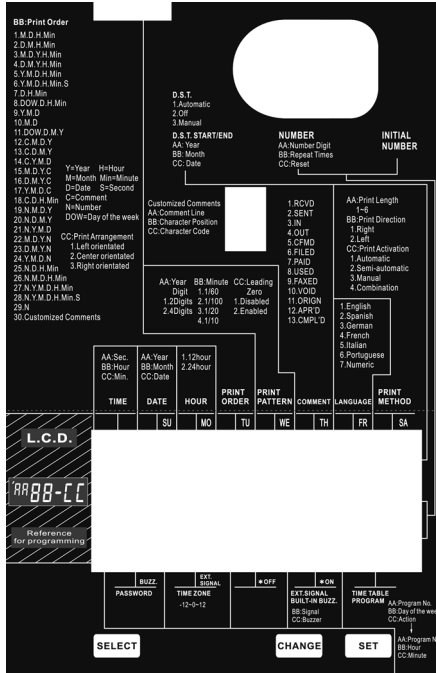 BB:Print Order
1.M.D.H.Min
2.D.M.H.Min
3.M.D.Y.H.Min
4.D.M.Y.H.Min
5.Y.M.D.H.Min
6.Y.M.D.H.Min.S
7.D.H.Min
8.DOW.D.H.Min
9.Y.M.D
10.M.D
11.DOW.D.M.Y
12.C.M.D.Y
13.C.D.M.Y
14.C.Y.M.D
15.M.D.Y.C
16.D.M.Y.C
17.Y.M.D.C
18.C.D.H.Min
19.N.M.D.Y
20.N.D.M.Y
21.N.Y.M.D
22.M.D.Y.N
23.D.M.Y.N
24.Y.M.D.N
25.N.D.H.Min
26.N.M.D.H.Min
27.N.Y.M.D.H.Min
28.N.Y.M.D.H.Min.S
29.N
30.Customized Comments
Y=Year H=Hour
M=Month Min=Minute
D=Date S=Second
C=Comment
N=Number
DOW=Day of the week
CC:Print Arrangement
1.Left orientated
2.Center orientated
3.Right orientated
D.S.T.
1.Automatic
2.Off
3.Manual
D.S.T. START/END
AA: Year
BB: Month
CC: Date
NUMBER
AA:Number Digit
BB:Repeat Times
CC:Reset
INITIAL
NUMBER
Customized Comments
AA:Comment Line
BB:Character Position
CC:Character Code
1.RCVD
2.SENT
3.IN
4.OUT
5.CFMD
6.FILED
7.PAID
8.USED
9.FAXED
10.VOID
11.ORIGN
12.APR'D
13.CMPL'D
AA:Print Length
1~6
BB:Print Direction
1.Right
2.Left
CC:PrintActivation
1.Automatic
2.Semi-automatic
3.Manual
4.Combination
AA:Year
Digit
1.2Digits
2.4Digits
BB:Minute
1.1/60
2.1/100
3.1/20
4.1/10
CC:Leading
Zero
1.Disabled
2.Enabled
1.English
2.Spanish
3.German
4.French
5.Italian
6.Portuguese
7.Numeric
AA:Sec.
BB:Hour
CC:Min.
AA:Year
BB:Month
CC:Date
1.12hour
2.24hour
TIME
DATE
HOUR
PRINT
ORDER
PRINT
PATTERN
COMMENT
LANGUAGE
PRINT
METHOD
SU MO TU WE TH FR SA
L.C.D.
'AA88-CC
Reference
for programming
BUZZ.
PASSWORD
EXT.
SIGNAL
TIME ZONE
-12~0~12
*OFF
*ON
EXT.SIGNAL
BUILT-IN BUZZ.
BB:Signal
CC:Buzzer
TIME TABLE
PROGRAM
AA:Program No.
BB:Day of the wee
CC:Action
AA:Program N
BB:Hour
CC:Minute
SELECT
CHANGE
SET